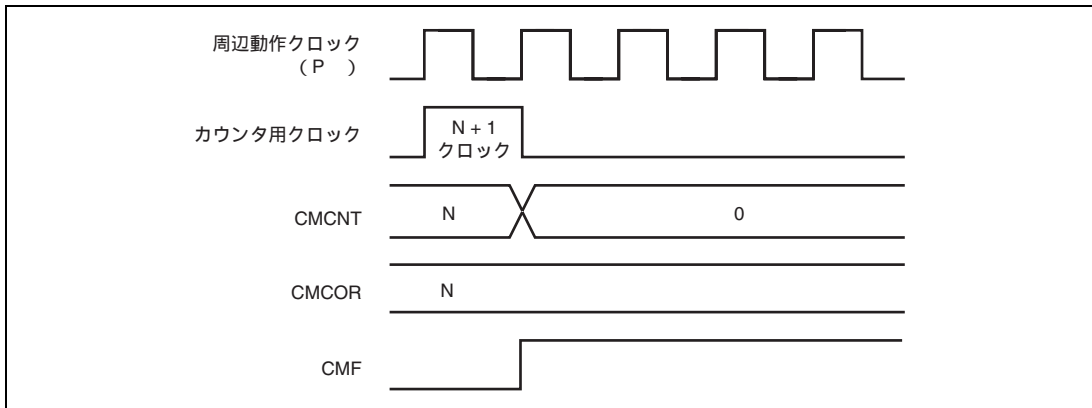 周辺動作クロック
(P )
カウンタ用クロック
N + 1
クロック
CMCNT
N
0
CMCOR
N
CMF